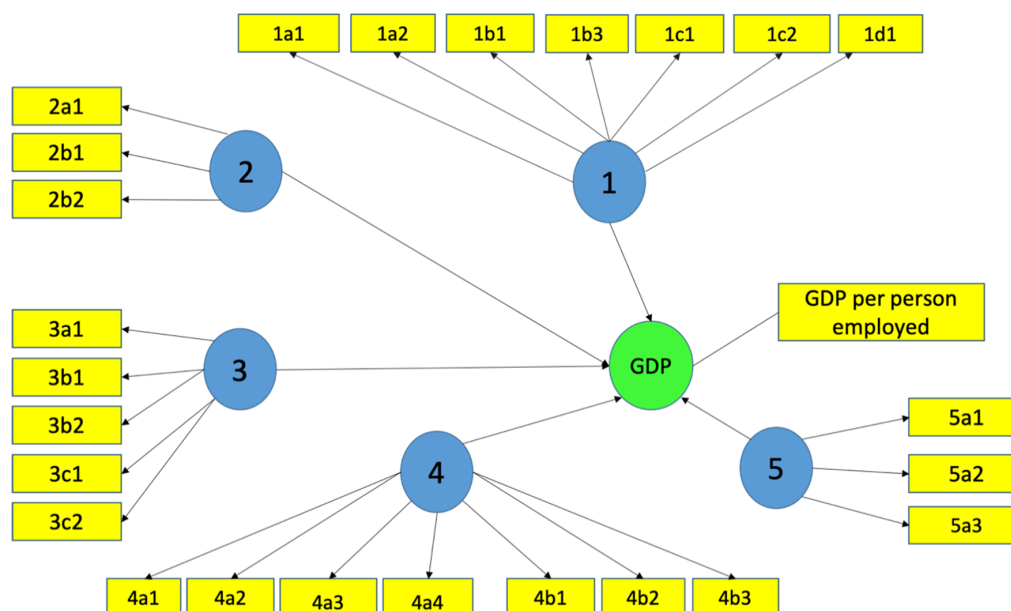 1a1
1a2
1b1
1b3
1c1
1c2
1d1
2a1
2b1
2b2
2
1
3a1
3b1
3b2
3c1
3c2
3
GDP
GDP per person
employed
4
5
5a1
5a2
5a3
4a1
4a2
4a3
4a4
4b1
4b2
4b3